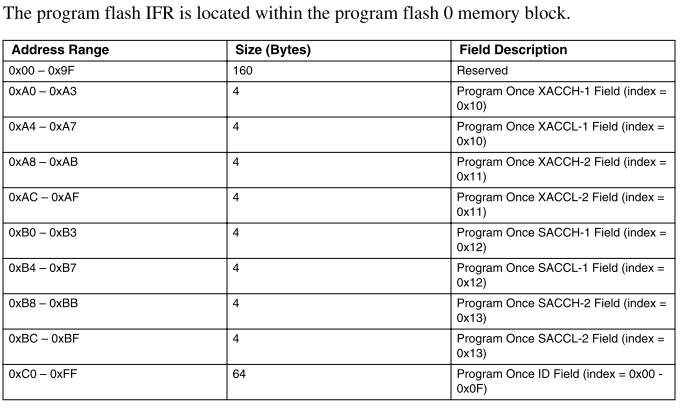 The program flash IFR is located within the program flash 0 memory block.
Address Range Size (Bytes) Field Description
0x00 – 0x9F 160 Reserved
0xA0 – 0xA3 4 Program Once XACCH-1 Field (index =
0x10)
0xA4 – 0xA7 4 Program Once XACCL-1 Field (index =
0x10)
0xA8 – 0xAB 4 Program Once XACCH-2 Field (index =
0x11)
0xAC – 0xAF 4 Program Once XACCL-2 Field (index =
0x11)
0xB0 – 0xB3 4 Program Once SACCH-1 Field (index =
0x12)
0xB4 – 0xB7 4 Program Once SACCL-1 Field (index =
0x12)
0xB8 – 0xBB 4 Program Once SACCH-2 Field (index =
0x13)
0xBC – 0xBF 4 Program Once SACCL-2 Field (index =
0x13)
0xC0 – 0xFF 64 Program Once ID Field (index = 0x00 -
0x0F)